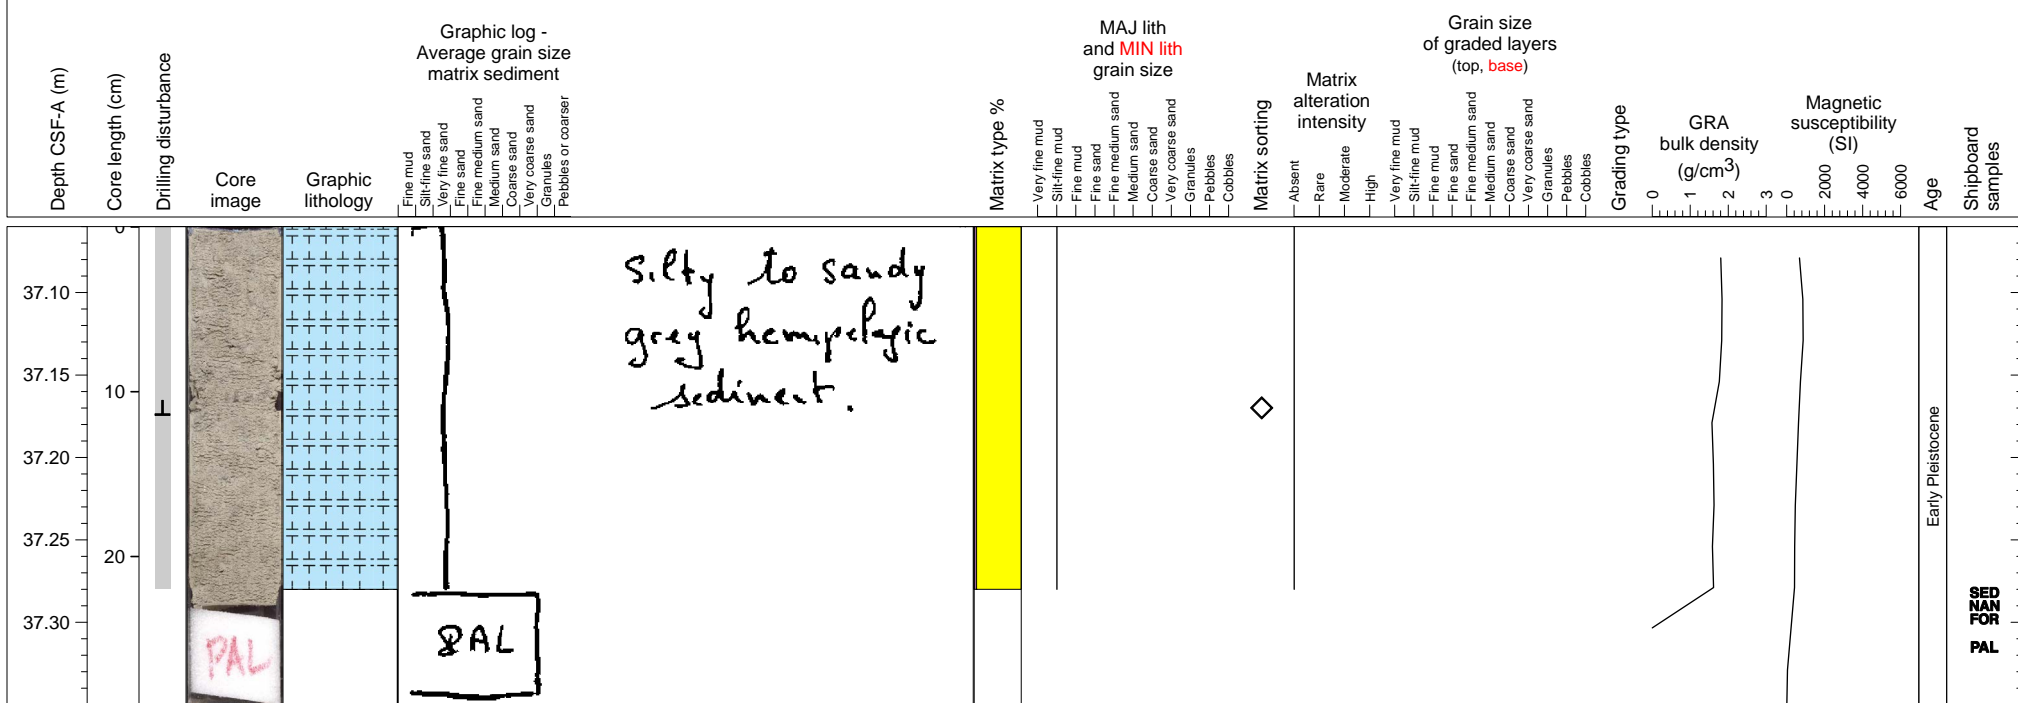 Depth CSF-A (m)
Core length (cm)
Drilling disturbance
Core
image
Graphic
lithology
Graphic log -
Average grain size
matrix sediment
Fine mud
Silt-fine sand
Very fine sand
Fine sand
Fine medium sand
Medium sand
Coarse sand
Very coarse sand
Granules
Pebbles or coarser
Matrix type %
MAJ lith
and MIN lith
grain size
Very fine mud
Silt-fine mud
Fine mud
Fine sand
Fine medium sand
Medium sand
Coarse sand
Very coarse sand
Granules
Pebbles
Cobbles
Matrix sorting
Matrix
alteration
intensity
Absent
Rare
Moderate
High
Grain size
of graded layers
(top, base)
Very fine mud
Silt-fine mud
Fine mud
Fine sand
Fine medium sand
Medium sand
Coarse sand
Very coarse sand
Granules
Pebbles
Cobbles
Grading type
GRA
bulk density
(g/cm3)
0 1 2 3
Magnetic
susceptibility
(SI)
0 2000 4000 6000
Age
Shipboard
samples
37.10
37.15
37.20
37.25
37.30
0
10
20
PAL
Silty to sandy
grey hemipelagic
sediment.
PAL
Early Pleistocene
SED
NAN
FOR
PAL